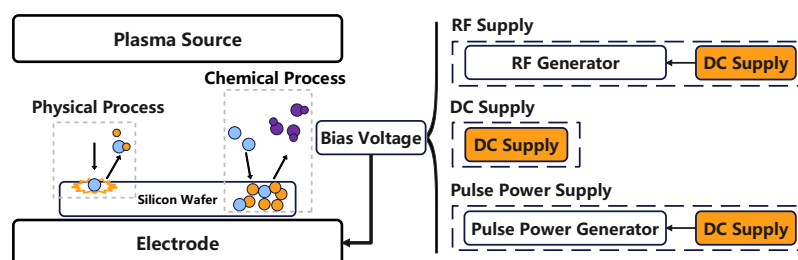 Plasma Source
Chemical Process
Physical Process
Silicon Wafer
Electrode
Bias Voltage
RF Supply
RF Generator
DC Supply
DC Supply
DC Supply
Pulse Power Supply
Pulse Power Generator
DC Supply